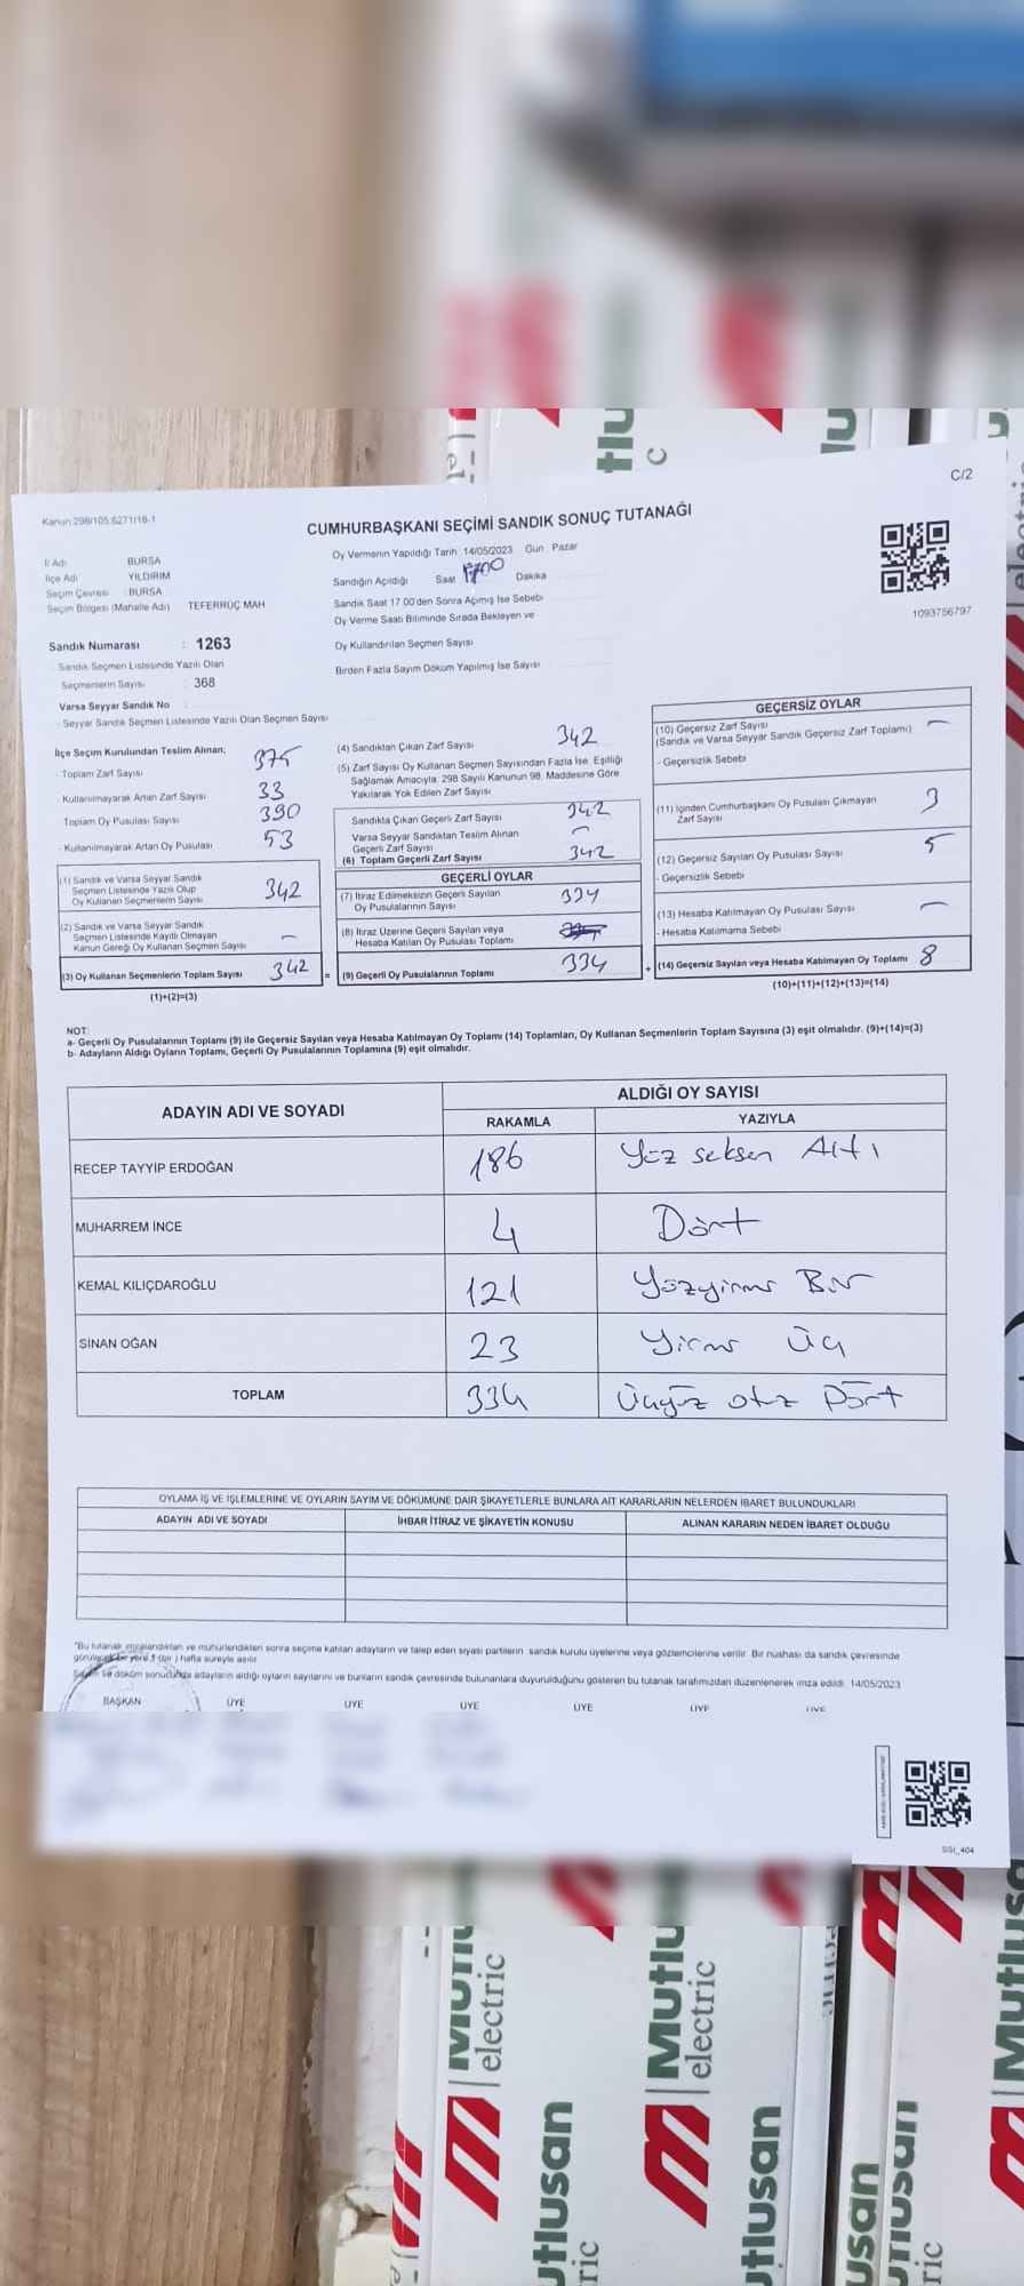 C/2
Kanun 298/105.6271/18-1
CUMHURBAŞKANI SEÇİMİ SANDIK SONUÇ TUTANAĞI
İl Adı BURSA
İlçe Adı YILDIRIM
Seçim Çevresi : BURSA
Seçim Bölgesi (Mahalle Adı) TEFERRÜÇ MAH
Oy Vermenin Yapıldığı Tarih 14/05/2023 Gün Pazar
Sandığın Açıldığı Saat 1700 Dakika
Sandık Saat 17.00'den Sonra Açımış İse Sebebi
Oy Verme Saati Bitiminde Sırada Bekleyen ve
Oy Kullandırılan Seçmen Sayısı
Birden Fazla Sayım Döküm Yapılmış İse Sayısı
1093756797
Sandık Numarası : 1263
Sandık Seçmen Listesinde Yazılı Olan
Seçmenlerin Sayısı 368
Varsa Seyyar Sandık No
- Seyyar Sandık Seçmen Listesinde Yazılı Olan Seçmen Sayısı
İlçe Seçim Kurulundan Teslim Alınan;
- Toplam Zarf Sayısı 375
- Kullanılmayarak Artan Zarf Sayısı 33
Toplam Oy Pusulası Sayısı 390
- Kullanılmayarak Artan Oy Pusulası 53
(1) Sandık ve Varsa Seyyar Sandık
Seçmen Listesinde Yazılı Olup
Oy Kullanan Seçmenlerin Sayısı 342
(2) Sandık ve Varsa Seyyar Sandık
Seçmen Listesinde Kayıtlı Olmayan
Kanun Gereği Oy Kullanan Seçmen Sayısı –
(3) Oy Kullanan Seçmenlerin Toplam Sayısı 342 =
(1)+(2)=(3)
(4) Sandıktan Çıkan Zarf Sayısı 342
(5) Zarf Sayısı Oy Kullanan Seçmen Sayısından Fazla İse, Eşitliği
Sağlamak Amacıyla, 298 Sayılı Kanunun 98. Maddesine Göre
Yakılarak Yok Edilen Zarf Sayısı
Sandıkta Çıkan Geçerli Zarf Sayısı 342
Varsa Seyyar Sandıktan Teslim Alınan
Geçerli Zarf Sayısı –
(6) Toplam Geçerli Zarf Sayısı 342
GEÇERLİ OYLAR
(7) İtiraz Edilmeksizin Geçerli Sayılan
Oy Pusulalarının Sayısı 334
(8) İtiraz Üzerine Geçerli Sayılan veya
Hesaba Katılan Oy Pusulası Toplamı
(9) Geçerli Oy Pusulalarının Toplamı 334 +
GEÇERSİZ OYLAR
(10) Geçersiz Zarf Sayısı –
(Sandık ve Varsa Seyyar Sandık Geçersiz Zarf Toplamı)
- Geçersizlik Sebebi
(11) İçinden Cumhurbaşkanı Oy Pusulası Çıkmayan
Zarf Sayısı 3
(12) Geçersiz Sayılan Oy Pusulası Sayısı 5
- Geçersizlik Sebebi
(13) Hesaba Katılmayan Oy Pusulası Sayısı –
- Hesaba Katılmama Sebebi
(14) Geçersiz Sayılan veya Hesaba Katılmayan Oy Toplamı 8
(10)+(11)+(12)+(13)=(14)
NOT:
a- Geçerli Oy Pusulalarının Toplamı (9) ile Geçersiz Sayılan veya Hesaba Katılmayan Oy Toplamı (14) Toplamları, Oy Kullanan Seçmenlerin Toplam Sayısına (3) eşit olmalıdır. (9)+(14)=(3)
b- Adayların Aldığı Oyların Toplamı, Geçerli Oy Pusulalarının Toplamına (9) eşit olmalıdır.
ADAYIN ADI VE SOYADI
ALDIĞI OY SAYISI
RAKAMLA YAZIYLA
RECEP TAYYİP ERDOĞAN 186 Yüz seksen Altı
MUHARREM İNCE 4 Dört
KEMAL KILIÇDAROĞLU 121 Yüzyirmi Bir
SİNAN OĞAN 23 Yirmi Üç
TOPLAM 334 Üçyüz otuz Dört
OYLAMA İŞ VE İŞLEMLERİNE VE OYLARIN SAYIM VE DÖKÜMÜNE DAİR ŞİKAYETLERLE BUNLARA AİT KARARLARIN NELERDEN İBARET BULUNDUKLARI
ADAYIN ADI VE SOYADI İHBAR İTİRAZ VE ŞİKAYETİN KONUSU ALINAN KARARIN NEDEN İBARET OLDUĞU
"Bu tutanak imzalandıktan ve mühürlendikten sonra seçime katılan adayların ve talep eden siyasi partilerin sandık kurulu üyelerine veya gözlemcilerine verilir. Bir nüshası da sandık çevresinde
görülecek bir yere 1 (bir) hafta süreyle asılır.
Sayım ve döküm sonucunda adayların aldığı oyların sayılarını ve bunların sandık çevresinde bulunanlara duyurulduğunu gösteren bu tutanak tarafımızdan düzenlenerek imza edildi. 14/05/2023
BAŞKAN ÜYE ÜYE ÜYE ÜYE ÜYE ÜYE
SSI_404
Mutlu
electric
Mutlu
electric
Mutlusan
utlusan
ric
utlusan
usan
utlusan
ric